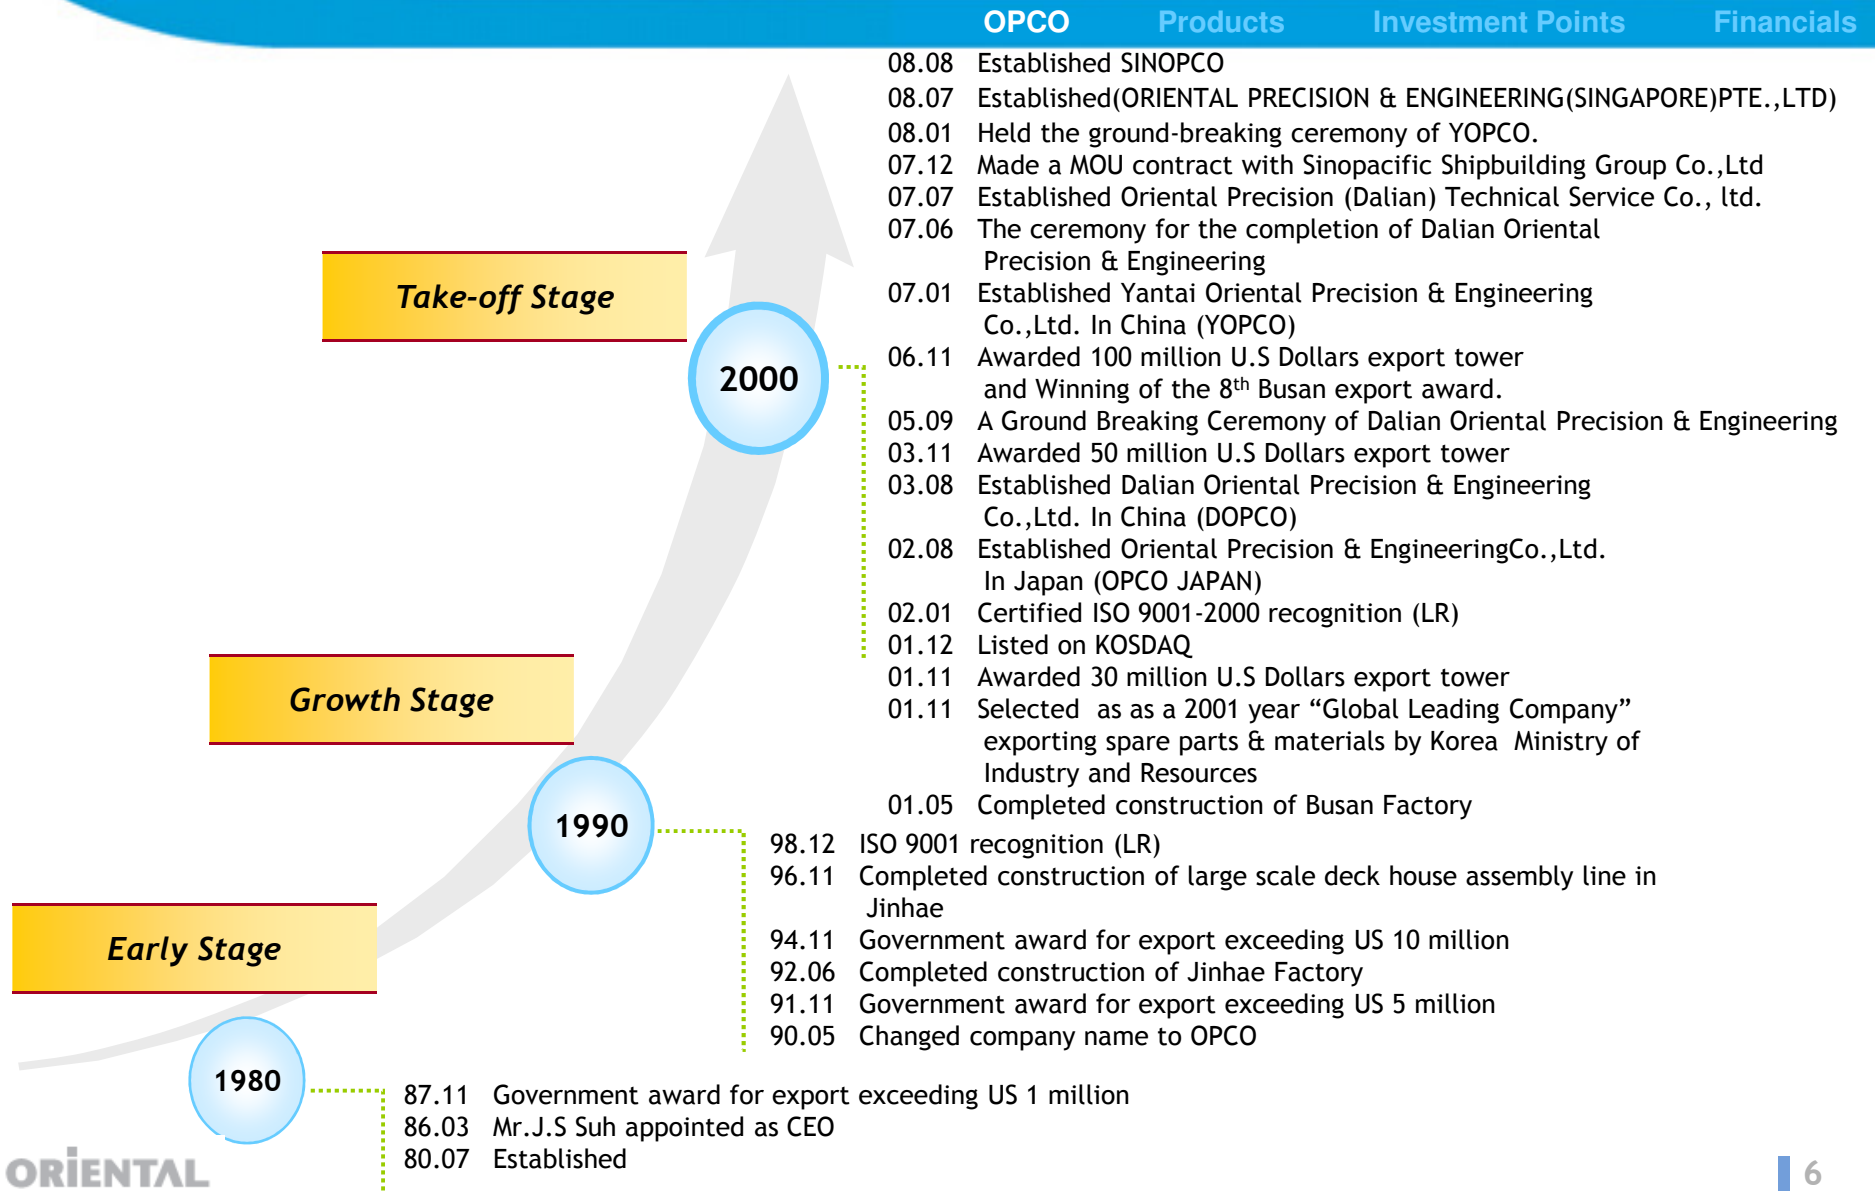 OPCO Products Investment Points Financials
08.08 Established SINOPCO
08.07 Established(ORIENTAL PRECISION & ENGINEERING(SINGAPORE)PTE.,LTD)
08.01 Held the ground-breaking ceremony of YOPCO.
07.12 Made a MOU contract with Sinopacific Shipbuilding Group Co.,Ltd
07.07 Established Oriental Precision (Dalian) Technical Service Co., ltd.
07.06 The ceremony for the completion of Dalian Oriental
Precision & Engineering
07.01 Established Yantai Oriental Precision & Engineering
Co.,Ltd. In China (YOPCO)
06.11 Awarded 100 million U.S Dollars export tower
and Winning of the 8th Busan export award.
05.09 A Ground Breaking Ceremony of Dalian Oriental Precision & Engineering
03.11 Awarded 50 million U.S Dollars export tower
03.08 Established Dalian Oriental Precision & Engineering
Co.,Ltd. In China (DOPCO)
02.08 Established Oriental Precision & EngineeringCo.,Ltd.
In Japan (OPCO JAPAN)
02.01 Certified ISO 9001-2000 recognition (LR)
01.12 Listed on KOSDAQ
01.11 Awarded 30 million U.S Dollars export tower
01.11 Selected as as a 2001 year “Global Leading Company”
exporting spare parts & materials by Korea Ministry of
Industry and Resources
01.05 Completed construction of Busan Factory
Take-off Stage
2000
Growth Stage
1990
98.12 ISO 9001 recognition (LR)
96.11 Completed construction of large scale deck house assembly line in
Jinhae
94.11 Government award for export exceeding US 10 million
92.06 Completed construction of Jinhae Factory
91.11 Government award for export exceeding US 5 million
90.05 Changed company name to OPCO
Early Stage
1980
87.11 Government award for export exceeding US 1 million
86.03 Mr.J.S Suh appointed as CEO
80.07 Established
ORIENTAL
6